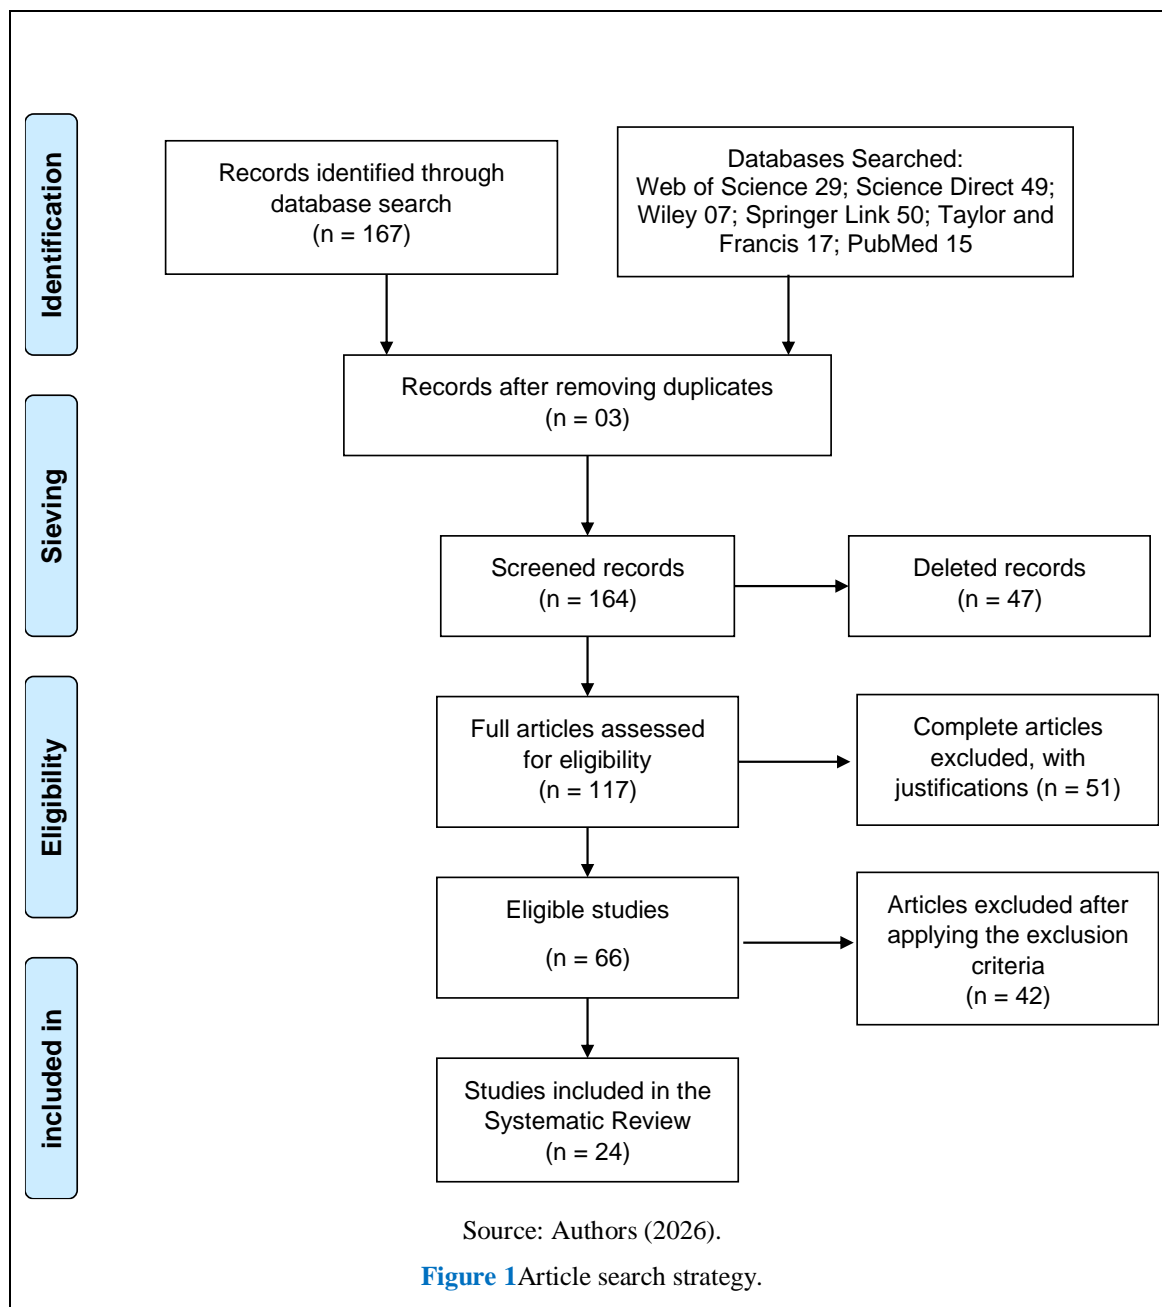 Identification
Records identified through
database search
(n = 167)
Databases Searched:
Web of Science 29; Science Direct 49;
Wiley 07; Springer Link 50; Taylor and
Francis 17; PubMed 15
Records after removing duplicates
(n = 03)
Sieving
Screened records
(n = 164)
Deleted records
(n = 47)
Eligibility
Full articles assessed
for eligibility
(n = 117)
Complete articles
excluded, with
justifications (n = 51)
Eligible studies
(n = 66)
Articles excluded after
applying the exclusion
criteria
(n = 42)
included in
Studies included in the
Systematic Review
(n = 24)
Source: Authors (2026).
Figure 1Article search strategy.